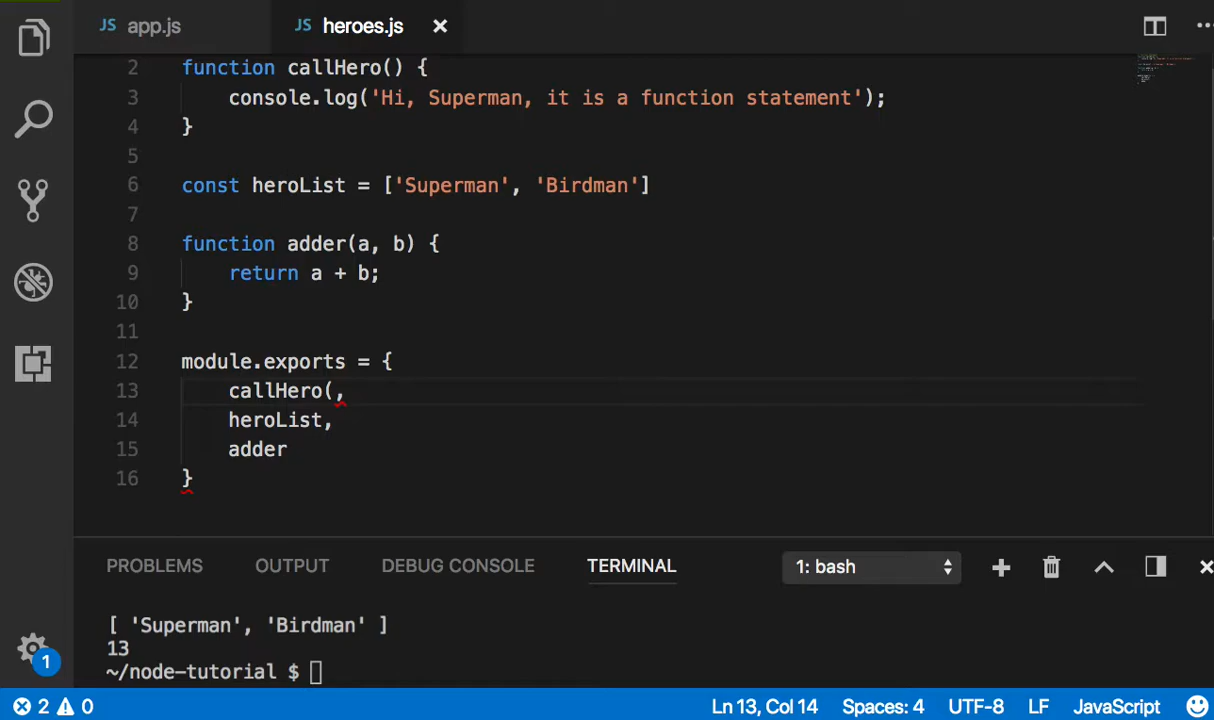 JS app.js JS heroes.js ×
2 function callHero() {
3 console.log('Hi, Superman, it is a function statement');
4 }
5
6 const heroList = ['Superman', 'Birdman']
7
8 function adder(a, b) {
9 return a + b;
10 }
11
12 module.exports = {
13 callHero(,
14 heroList,
15 adder
16 }
PROBLEMS OUTPUT DEBUG CONSOLE TERMINAL 1: bash
[ 'Superman', 'Birdman' ]
13
~/node-tutorial $
1
2 0 Ln 13, Col 14 Spaces: 4 UTF-8 LF JavaScript